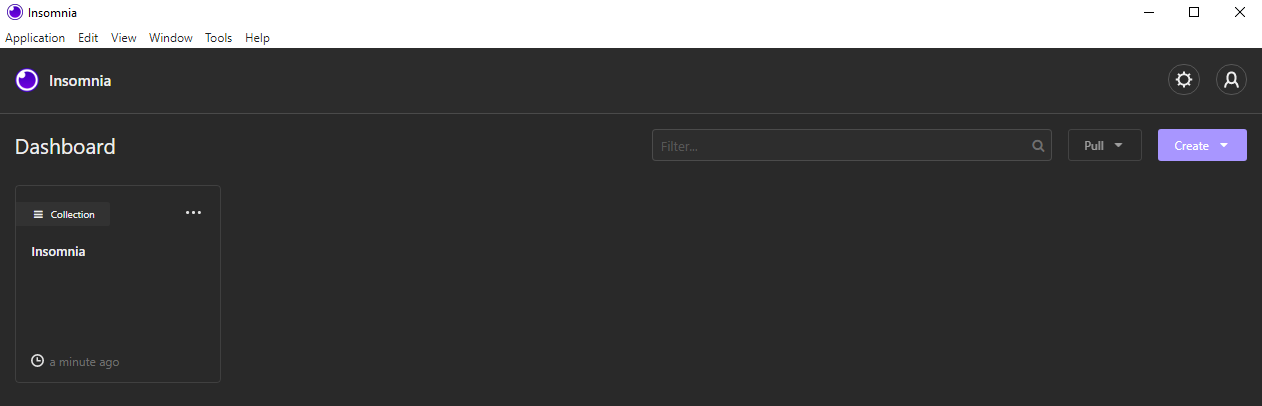 Insomnia
Application Edit View Window Tools Help
Insomnia
Dashboard
Filter...
Pull
Create
Collection
Insomnia
a minute ago